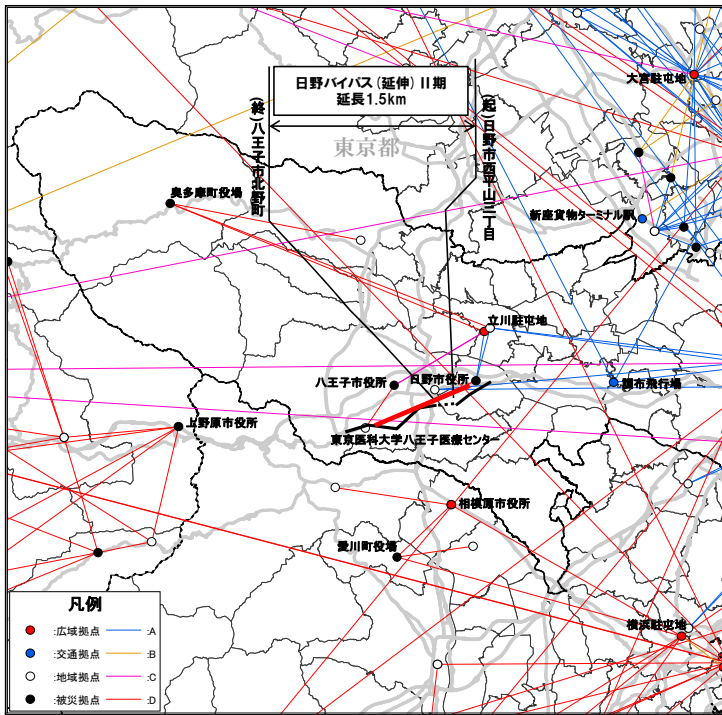 日野バイパス(延伸)Ⅱ期
延長1.5km
(終)八王子市北野町
(起)日野市西平山三丁目
東京都
大宮駐屯地
奥多摩町役場
新座貨物ターミナル駅
立川駐屯地
八王子市役所
日野市役所
調布飛行場
上野原市役所
東京医科大学八王子医療センター
相模原市役所
愛川町役場
横浜駐屯地
凡例
:広域拠点 :A
:交通拠点 :B
:地域拠点 :C
:被災拠点 :D